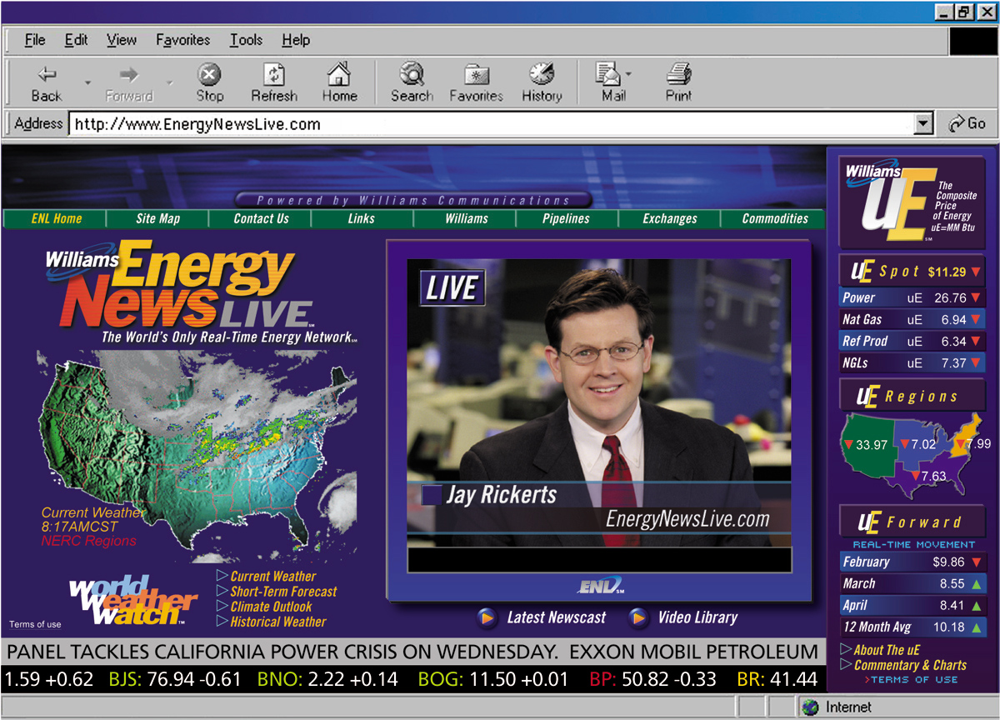 File Edit View Favorites Tools Help
Back Forward Stop Refresh Home Search Favorites History Mail Print
Address http://www.EnergyNewsLive.com Go
Powered by Williams Communications
ENL Home Site Map Contact Us Links Williams Pipelines Exchanges Commodities
Williams Energy
News LIVE SM
The World's Only Real-Time Energy Network SM
Current Weather
8:17AMCST
NERC Regions
world
Weather
Watch™
Current Weather
Short-Term Forecast
Climate Outlook
Historical Weather
Terms of use
LIVE
Jay Rickerts
EnergyNewsLive.com
ENL SM
Latest Newscast Video Library
Williams
uE SM
The
Composite
Price
of Energy
uE=MM Btu
uE Spot $11.29 ▼
Power uE 26.76 ▼
Nat Gas uE 6.94 ▼
Ref Prod uE 6.34 ▼
NGLs uE 7.37 ▼
uE Regions
▼33.97 ▼7.02 ▼7.99
▼7.63
uE Forward
REAL-TIME MOVEMENT
February $9.86 ▼
March 8.55 ▲
April 8.41 ▲
12 Month Avg 10.18 ▲
About The uE
Commentary & Charts
>TERMS OF USE
PANEL TACKLES CALIFORNIA POWER CRISIS ON WEDNESDAY. EXXON MOBIL PETROLEUM
1.59 +0.62 BJS: 76.94 -0.61 BNO: 2.22 +0.14 BOG: 11.50 +0.01 BP: 50.82 -0.33 BR: 41.44
Internet